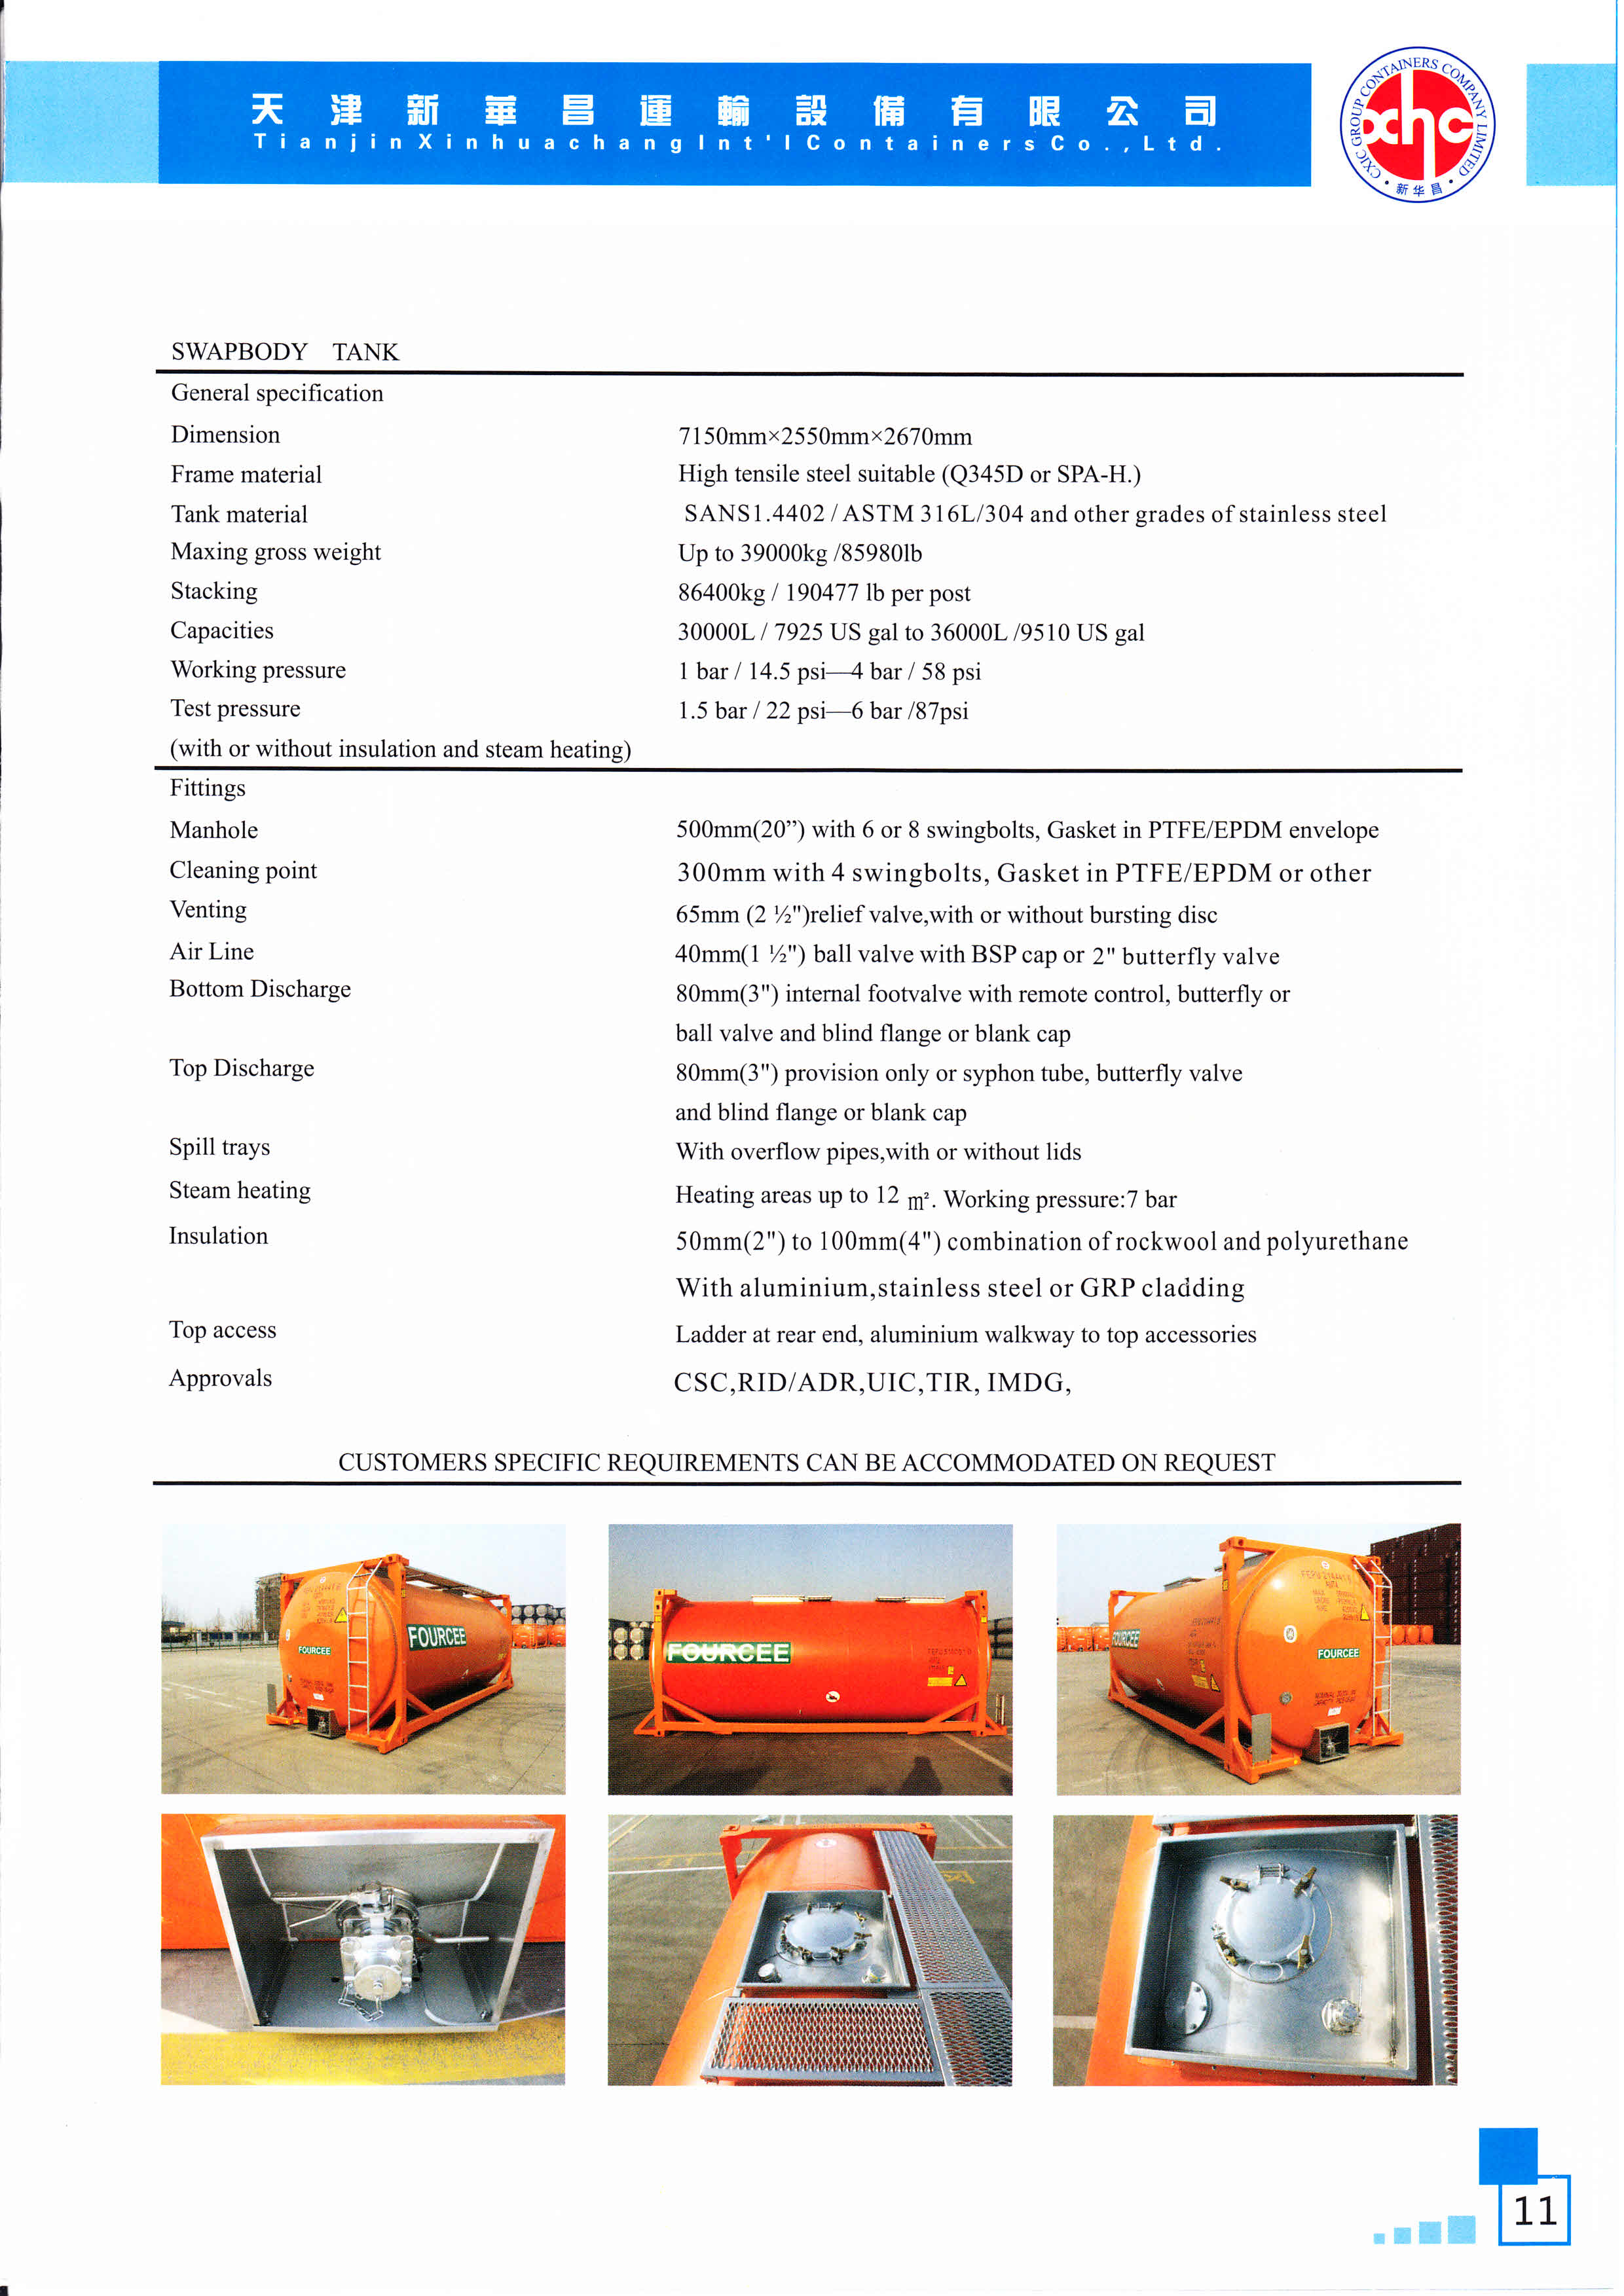 天津新華昌運輸設備有限公司
TianjinXinhuachangInt'lContainersCo.,Ltd.
CXIC GROUP CONTAINERS COMPANY LIMITED
xhc
新华昌
SWAPBODY TANK
General specification
Dimension 7150mm×2550mm×2670mm
Frame material High tensile steel suitable (Q345D or SPA-H.)
Tank material SANS1.4402 / ASTM 316L/304 and other grades of stainless steel
Maxing gross weight Up to 39000kg /85980lb
Stacking 86400kg / 190477 lb per post
Capacities 30000L / 7925 US gal to 36000L /9510 US gal
Working pressure 1 bar / 14.5 psi—4 bar / 58 psi
Test pressure 1.5 bar / 22 psi—6 bar /87psi
(with or without insulation and steam heating)
Fittings
Manhole 500mm(20”) with 6 or 8 swingbolts, Gasket in PTFE/EPDM envelope
Cleaning point 300mm with 4 swingbolts, Gasket in PTFE/EPDM or other
Venting 65mm (2 ½")relief valve,with or without bursting disc
Air Line 40mm(1 ½") ball valve with BSP cap or 2" butterfly valve
Bottom Discharge 80mm(3") internal footvalve with remote control, butterfly or
ball valve and blind flange or blank cap
Top Discharge 80mm(3") provision only or syphon tube, butterfly valve
and blind flange or blank cap
Spill trays With overflow pipes,with or without lids
Steam heating Heating areas up to 12 m². Working pressure:7 bar
Insulation 50mm(2") to 100mm(4") combination of rockwool and polyurethane
With aluminium,stainless steel or GRP cladding
Top access Ladder at rear end, aluminium walkway to top accessories
Approvals CSC,RID/ADR,UIC,TIR, IMDG,
CUSTOMERS SPECIFIC REQUIREMENTS CAN BE ACCOMMODATED ON REQUEST
FOURCEE
FOURCEE
FOURCEE
FOURCEE
FOURCEE
11